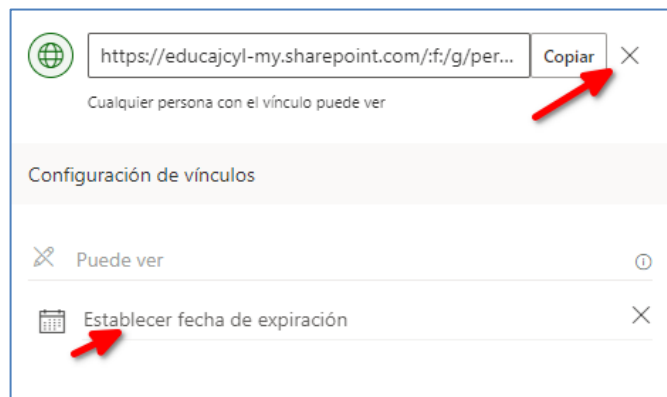 https://educajcyl-my.sharepoint.com/:f:/g/per... Copiar
Cualquier persona con el vínculo puede ver
Configuración de vínculos
Puede ver
Establecer fecha de expiración